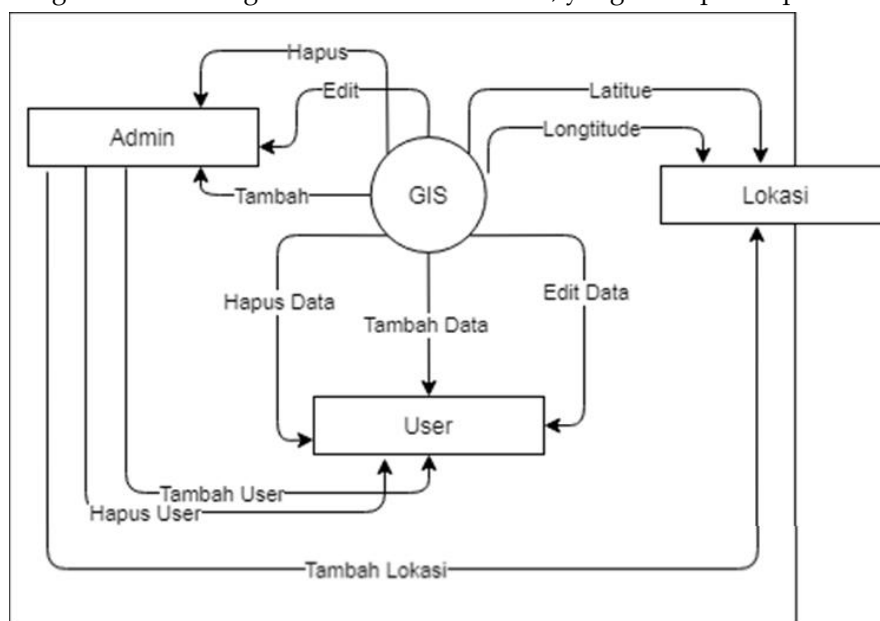 Hapus
Edit
Latitue
Admin
Longtitude
Tambah
GIS
Lokasi
Hapus Data
Edit Data
Tambah Data
User
Tambah User
Hapus User
Tambah Lokasi